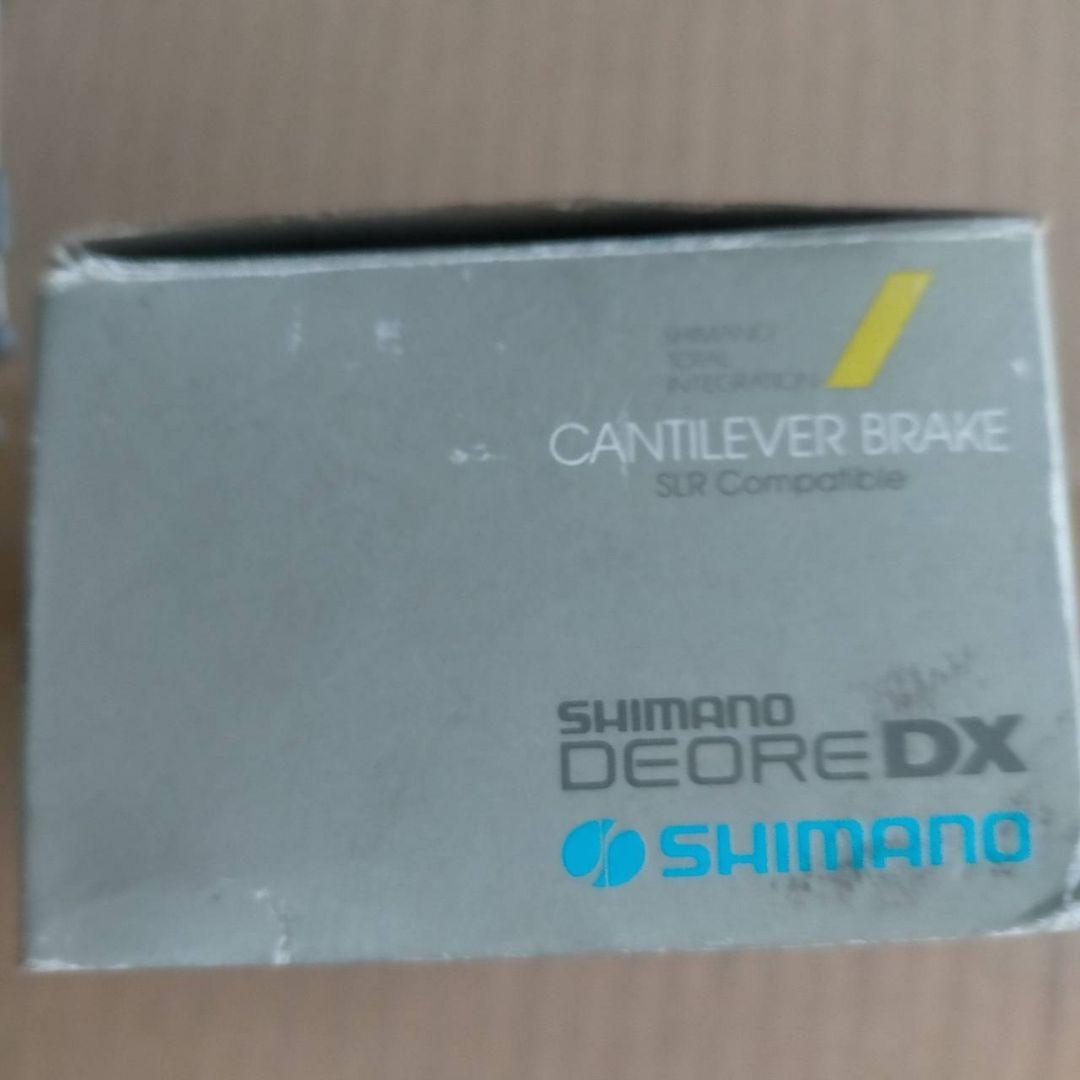 SHIMANO
TOTAL
INTEGRATION
CANTILEVER BRAKE
SLR Compatible
SHIMANO
DEORE DX
SHIMANO